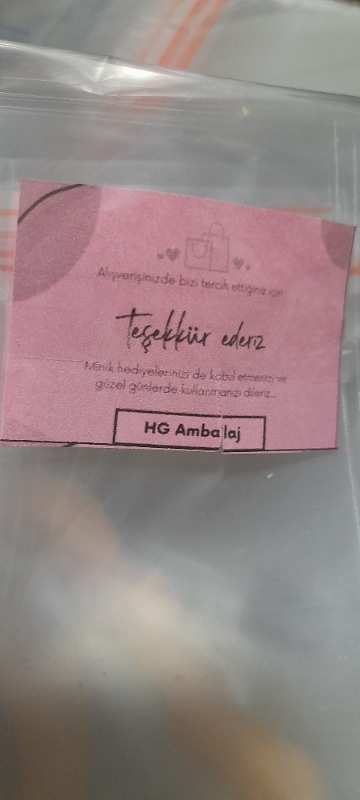 Alışverişinizde bizi tercih ettiğiniz için
Teşekkür ederiz
Minik hediyelerimizi de kabul etmenizi ve
güzel günlerde kullanmanızı dileriz...
HG Ambalaj